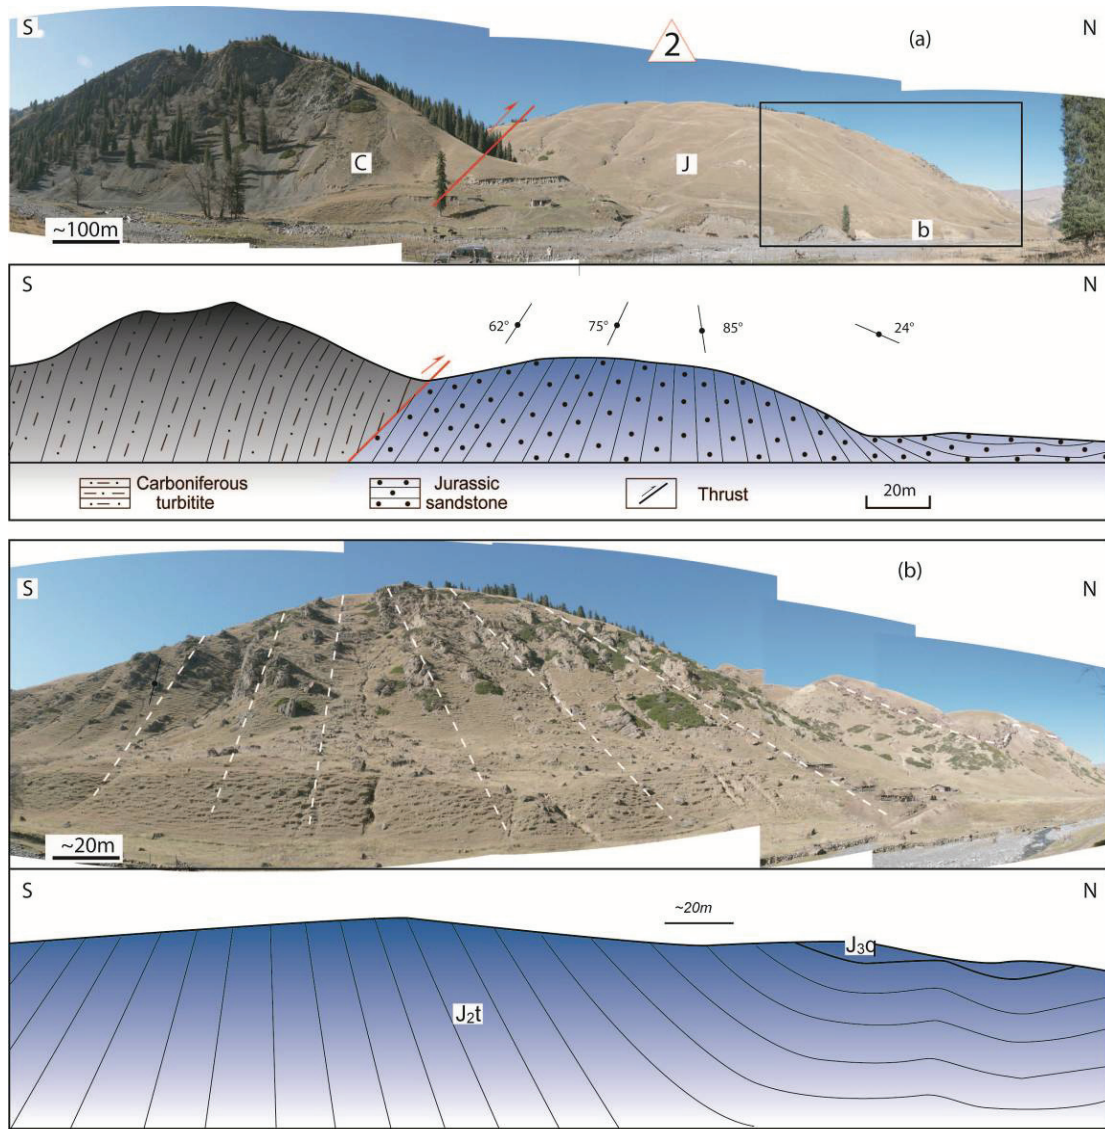 S
2
(a)
N
C
J
~100m
b
S
N
62°
75°
85°
24°
Carboniferous
turbitite
Jurassic
sandstone
Thrust
20m
S
(b)
N
~20m
S
N
~20m
J₃q
J₂t